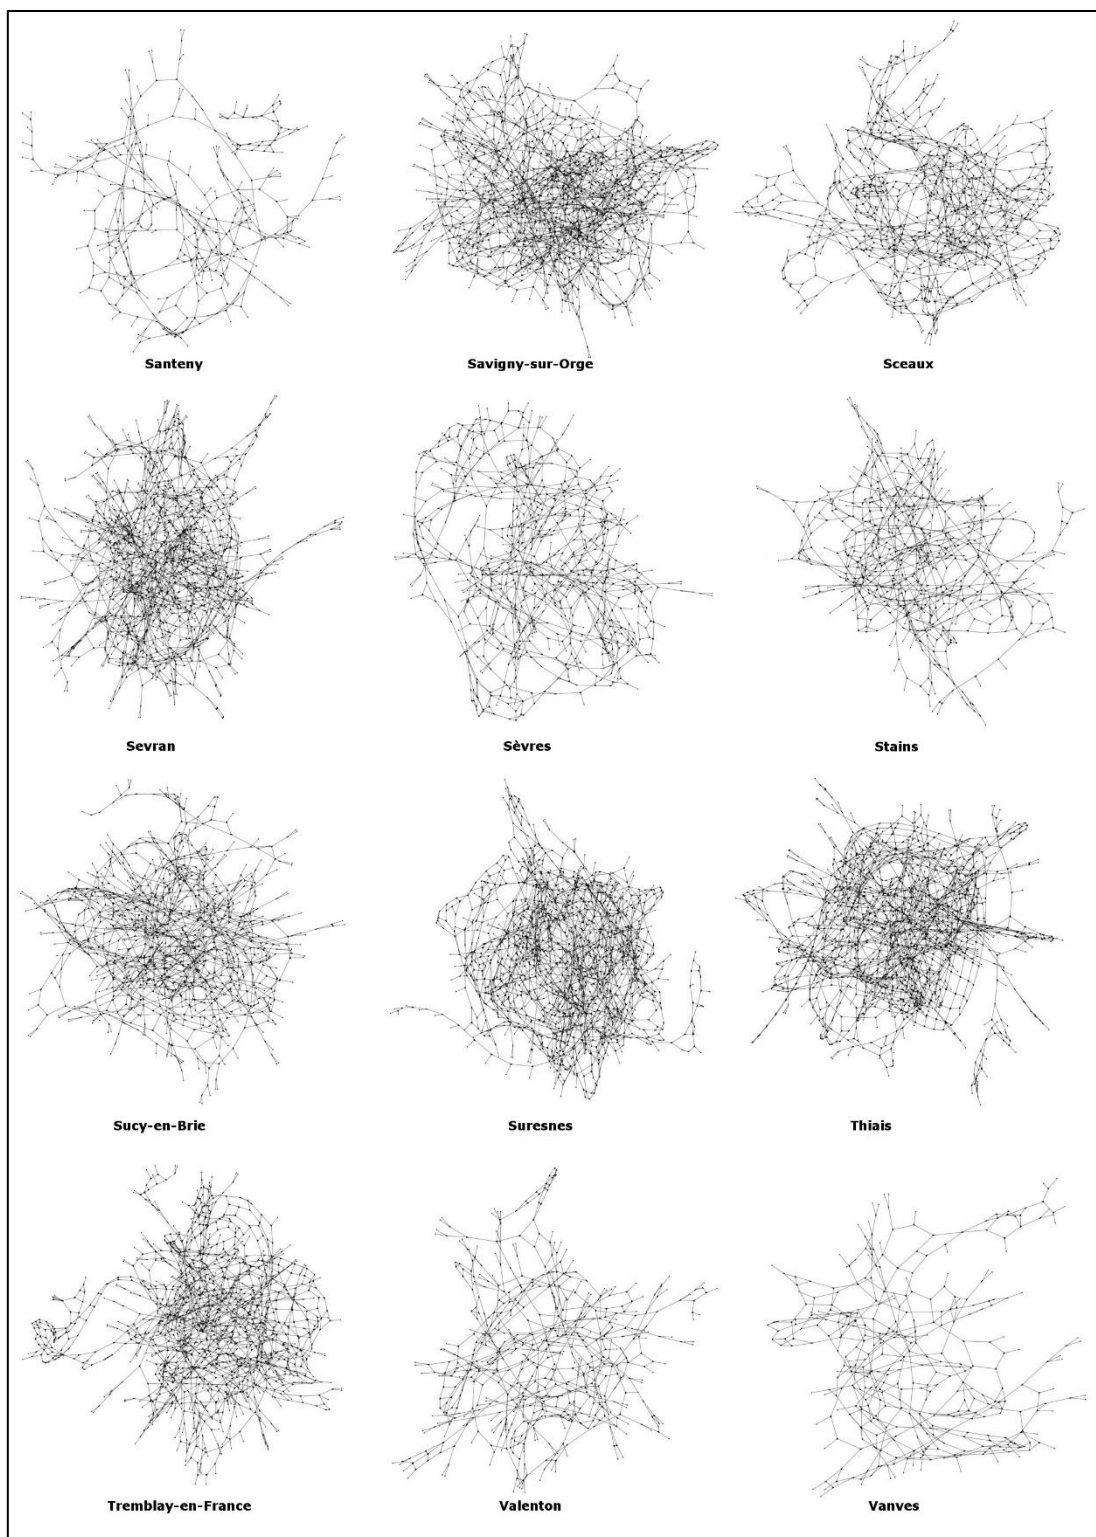 Santeny
Savigny-sur-Orge
Sceaux
Sevran
Sèvres
Stains
Sucy-en-Brie
Suresnes
Thiais
Tremblay-en-France
Valenton
Vanves